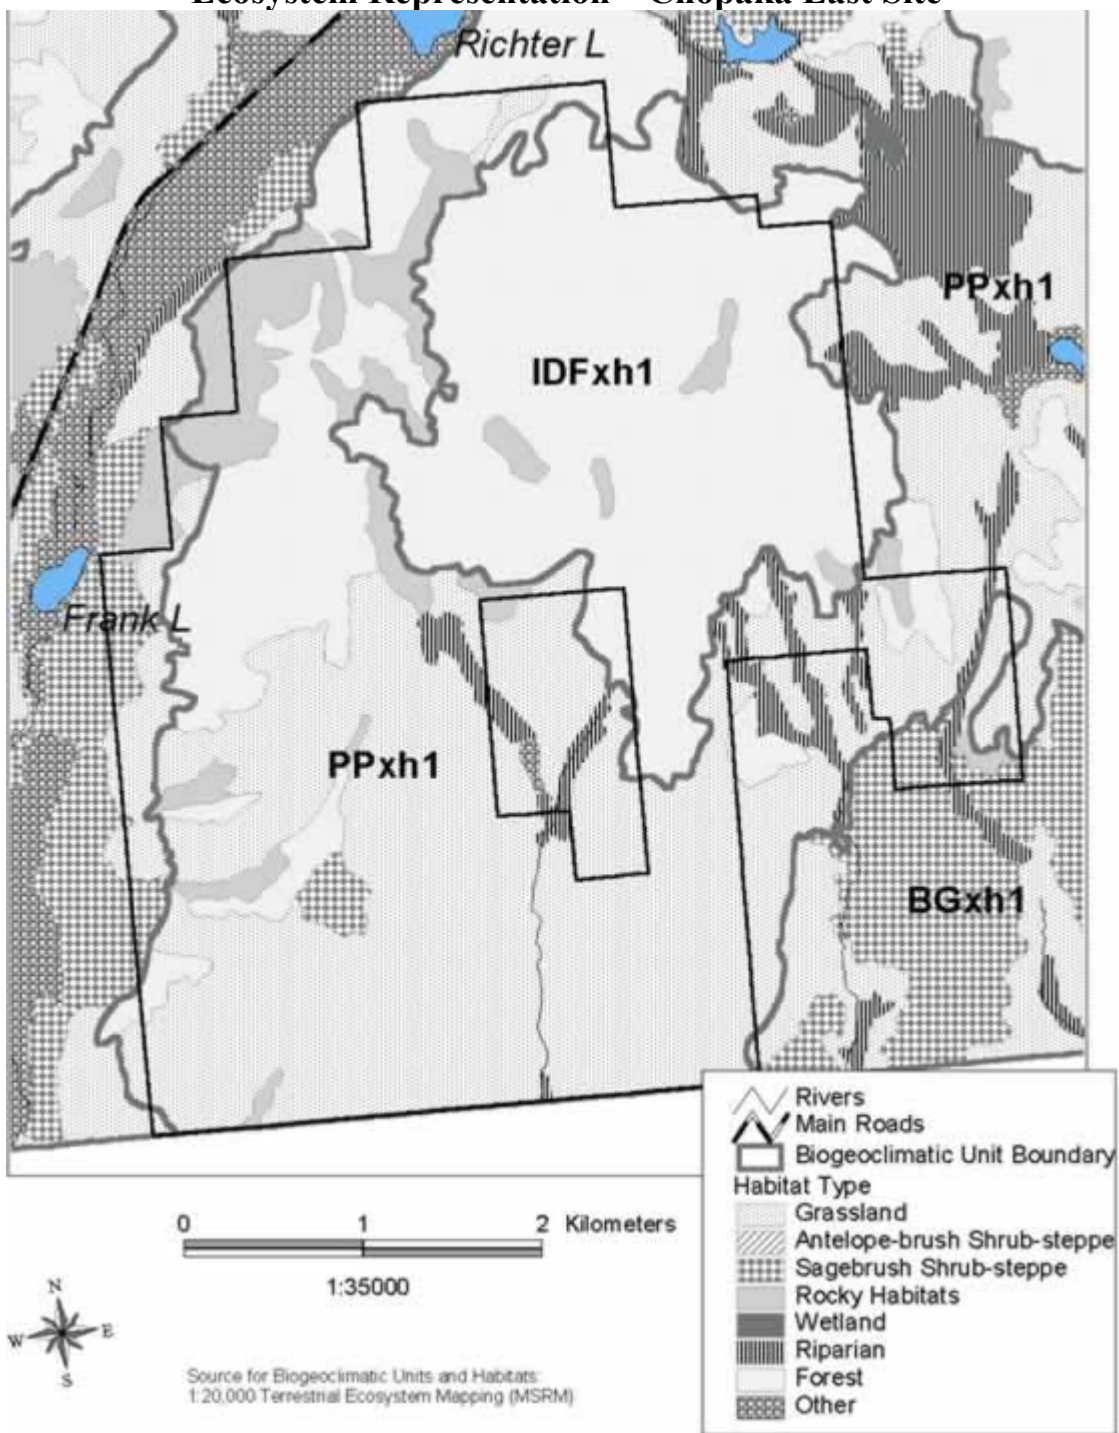 Ecosystem Representation – Chopaka East Site
Richter L
PPxh1
IDFxh1
Frank L
PPxh1
BGxh1
Rivers
Main Roads
Biogeoclimatic Unit Boundary
Habitat Type
Grassland
Antelope-brush Shrub-steppe
Sagebrush Shrub-steppe
Rocky Habitats
Wetland
Riparian
Forest
Other
0 1 2 Kilometers
1:35000
N
W E
S
Source for Biogeoclimatic Units and Habitats:
1:20,000 Terrestrial Ecosystem Mapping (MSRM)